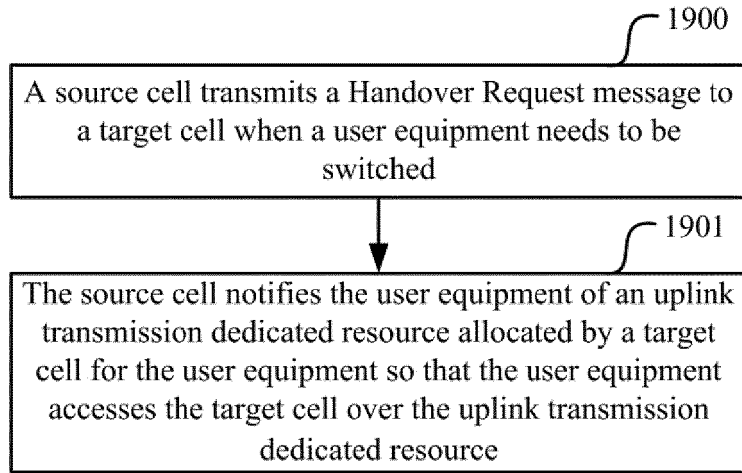 1900
A source cell transmits a Handover Request message to
a target cell when a user equipment needs to be
switched
1901
The source cell notifies the user equipment of an uplink
transmission dedicated resource allocated by a target
cell for the user equipment so that the user equipment
accesses the target cell over the uplink transmission
dedicated resource